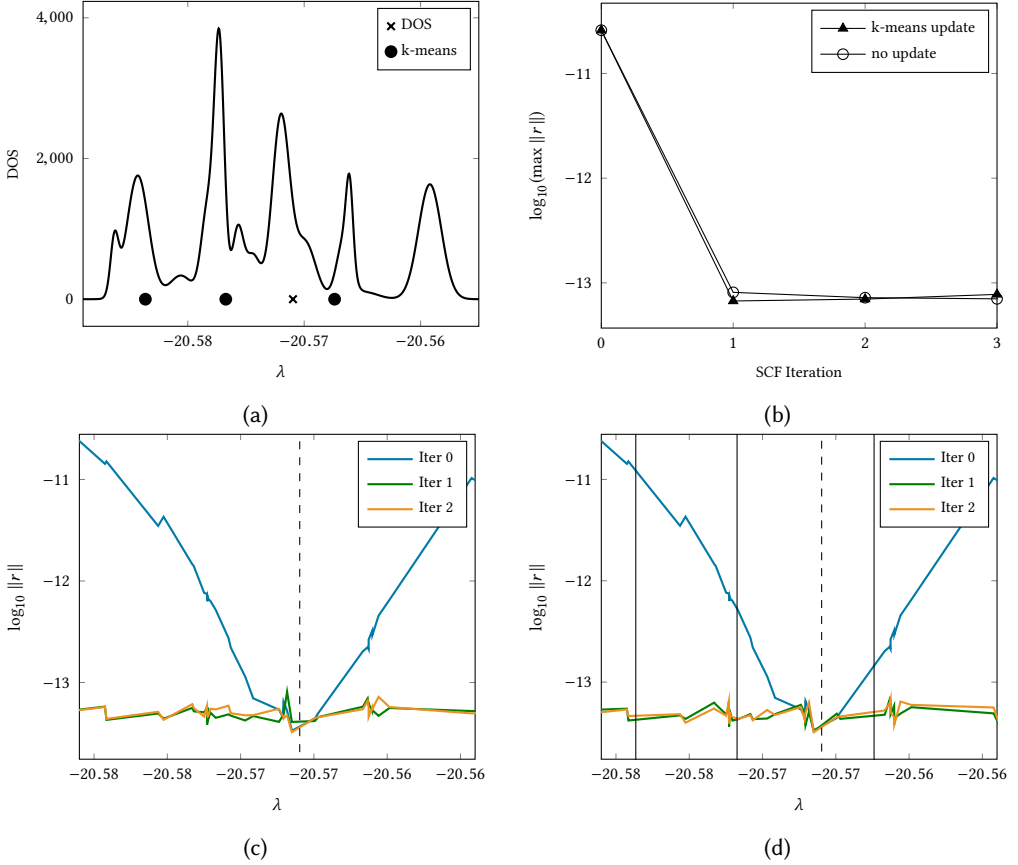 4,000
2,000
0
DOS
−20.58
−20.57
−20.56
λ
DOS
k-means
(a)
−11
−12
−13
log₁₀(max ||r||)
0
1
2
3
SCF Iteration
k-means update
no update
(b)
−11
−12
−13
log₁₀ ||r||
−20.58
−20.58
−20.57
−20.57
−20.56
−20.56
λ
Iter 0
Iter 1
Iter 2
(c)
−11
−12
−13
log₁₀ ||r||
−20.58
−20.58
−20.57
−20.57
−20.56
−20.56
λ
Iter 0
Iter 1
Iter 2
(d)